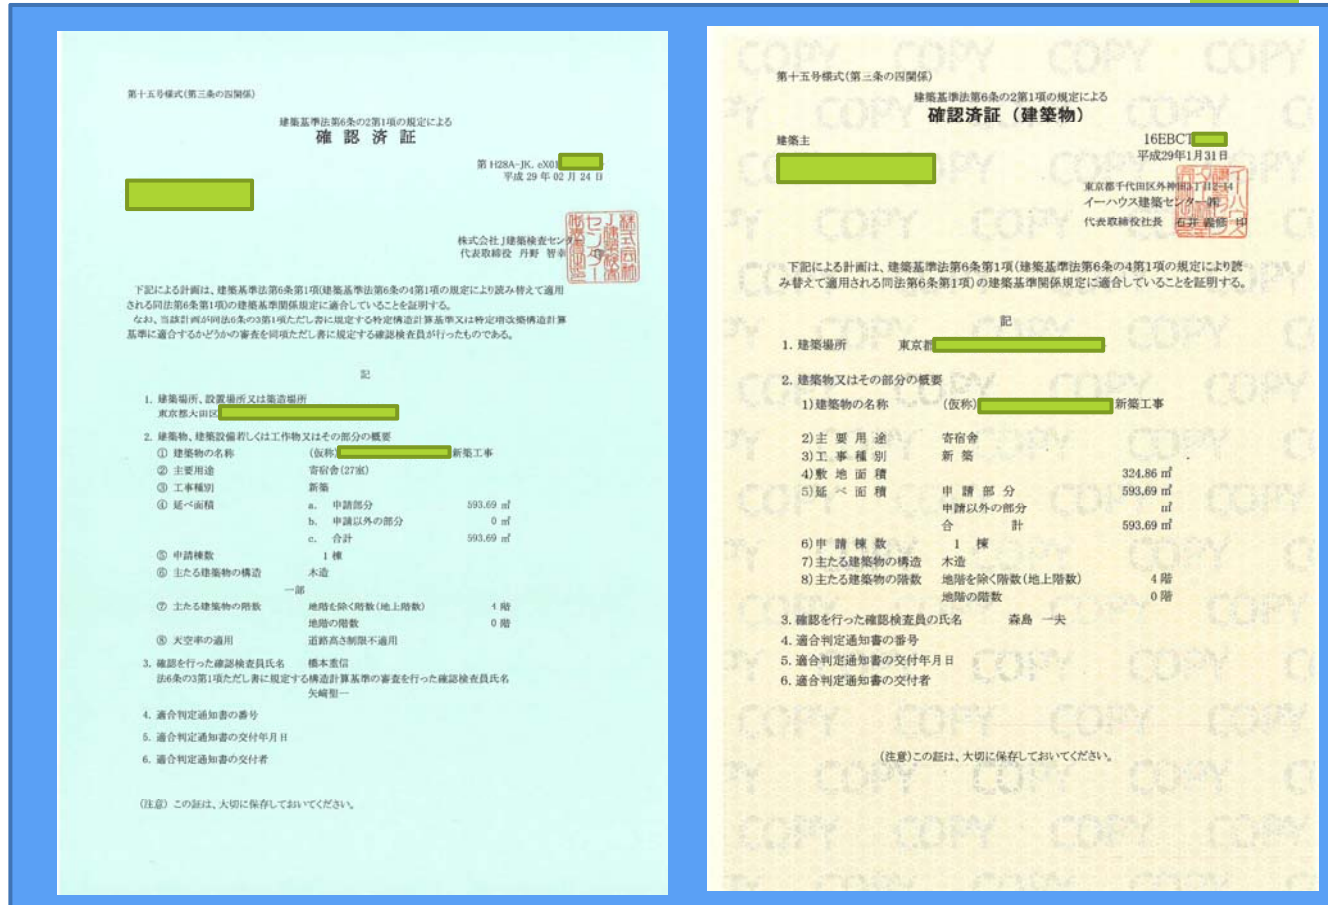 第十五号様式(第三条の四関係)
建築基準法第6条の2第1項の規定による
確認済証
第 H28A-JK. eX01
平成 29 年 02 月 24 日
株式会社J建築検査センター
代表取締役 丹野 智幸
下記による計画は、建築基準法第6条第1項(建築基準法第6条の4第1項の規定により読み替えて適用
される同法第6条第1項)の建築基準関係規定に適合していることを証明する。
なお、当該計画が同法6条の3第1項ただし書に規定する特定構造計算基準又は特定増改築構造計算
基準に適合するかどうかの審査を同項ただし書に規定する確認検査員が行ったものである。
記
1. 建築場所、設置場所又は築造場所
東京都大田区
2. 建築物、建築設備若しくは工作物又はその部分の概要
① 建築物の名称 (仮称) 新築工事
② 主要用途 寄宿舎(27室)
③ 工事種別 新築
④ 延べ面積 a. 申請部分 593.69 ㎡
b. 申請以外の部分 0 ㎡
c. 合計 593.69 ㎡
⑤ 申請棟数 1 棟
⑥ 主たる建築物の構造 木造
一部
⑦ 主たる建築物の階数 地階を除く階数(地上階数) 4 階
地階の階数 0 階
⑧ 天空率の適用 道路高さ制限不適用
3. 確認を行った確認検査員氏名 橋本重信
法6条の3第1項ただし書に規定する構造計算基準の審査を行った確認検査員氏名
矢崎聖一
4. 適合判定通知書の番号
5. 適合判定通知書の交付年月日
6. 適合判定通知書の交付者
(注意) この証は、大切に保存しておいてください。
第十五号様式(第三条の四関係)
建築基準法第6条の2第1項の規定による
確認済証(建築物)
建築主
16EBCT
平成29年1月31日
東京都千代田区外神田3丁目12-14
イーハウス建築センター㈱
代表取締役社長 石井 義修 印
下記による計画は、建築基準法第6条第1項(建築基準法第6条の4第1項の規定により読
み替えて適用される同法第6条第1項)の建築基準関係規定に適合していることを証明する。
記
1. 建築場所 東京都
2. 建築物又はその部分の概要
1)建築物の名称 (仮称) 新築工事
2)主要用途 寄宿舎
3)工事種別 新築
4)敷地面積 324.86 ㎡
5)延べ面積 申請部分 593.69 ㎡
申請以外の部分 ㎡
合計 593.69 ㎡
6)申請棟数 1 棟
7)主たる建築物の構造 木造
8)主たる建築物の階数 地階を除く階数(地上階数) 4 階
地階の階数 0 階
3. 確認を行った確認検査員の氏名 森島 一夫
4. 適合判定通知書の番号
5. 適合判定通知書の交付年月日
6. 適合判定通知書の交付者
(注意)この証は、大切に保存しておいてください。
COPY